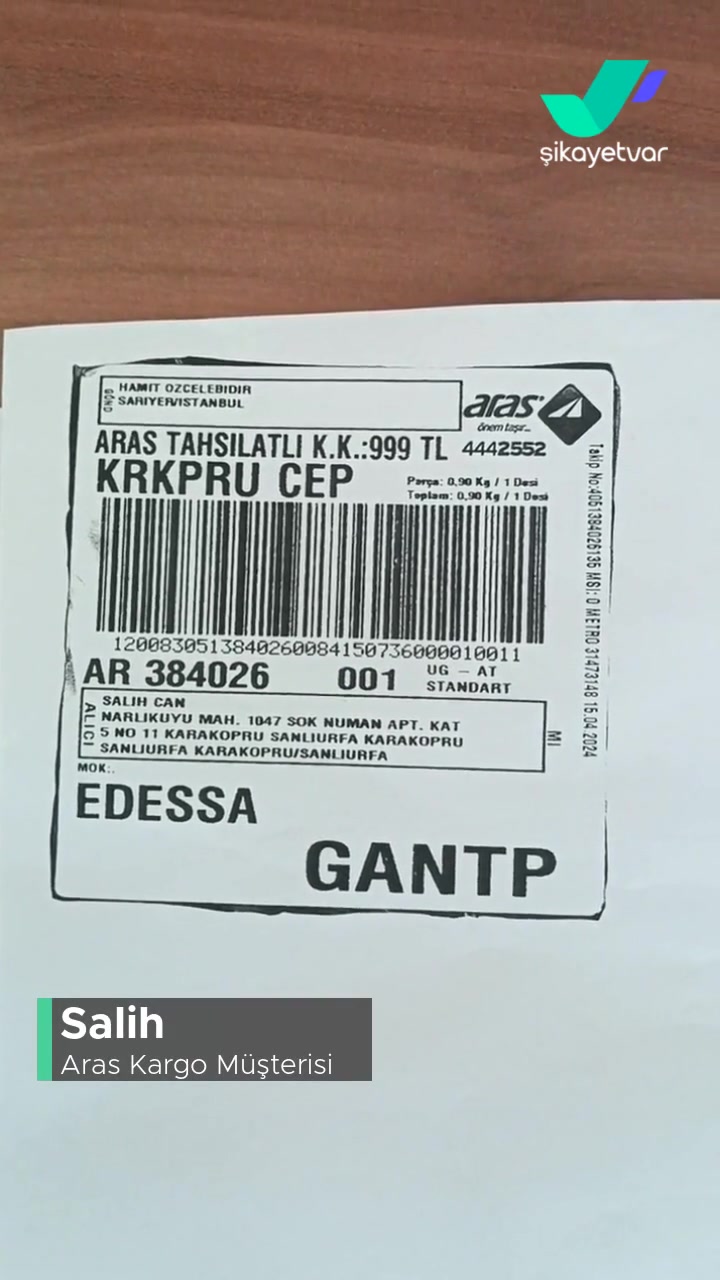 şikayetvar
GÖND
HAMIT OZCELEBIDIR
SARIYER/ISTANBUL
aras
önem taşır...
ARAS TAHSILATLI K.K.:999 TL 4442552
KRKPRU CEP
Parça: 0,90 Kg / 1 Desi
Toplam: 0,90 Kg / 1 Desi
Takip No:4051384026135 MSI: 0 METRO 31473148 15.04.2024
1200830513840260084150736000010011
AR 384026 001 UG - AT
STANDART
ALICI
SALIH CAN
NARLIKUYU MAH. 1047 SOK NUMAN APT. KAT
5 NO 11 KARAKOPRU SANLIURFA KARAKOPRU
SANLIURFA KARAKOPRU/SANLIURFA
MI
MOK:.
EDESSA
GANTP
Salih
Aras Kargo Müşterisi